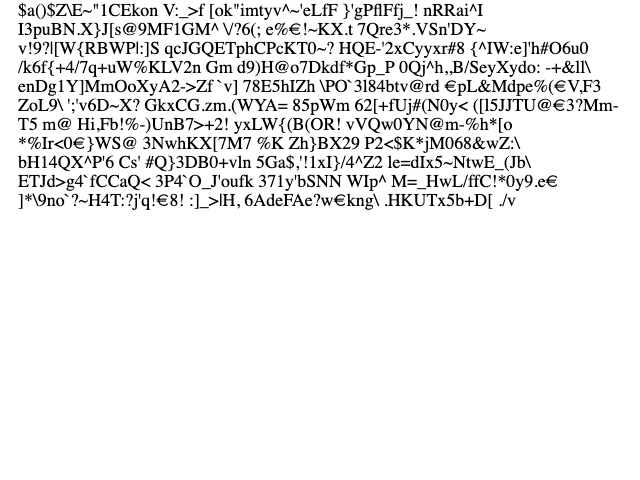 $a()$Z\E~"1CEkon V:_>f [ok"imtyv^~'eLfF }'gPflFfj_! nRRai^I
I3puBN.X}J[s@9MF1GM^ \/?6(; e%€!~KX.t 7Qre3*.VSn'DY~
v!9?|[W{RBWP|:]S qcJGQETphCPcKT0~? HQE-'2xCyyxr#8 {^IW:e]'h#O6u0
/k6f{+4/7q+uW%KLV2n Gm d9)H@o7Dkdf*Gp_P 0Qj^h,,B/SeyXydo: -+&ll\
enDg1Y]MmOoXyA2->Zf `v] 78E5hIZh \PO`3l84btv@rd €pL&Mdpe%(€V,F3
ZoL9\ ';'v6D~X? GkxCG.zm.(WYA= 85pWm 62[+fUj#(N0y< ([l5JJTU@€3?Mm-
T5 m@ Hi,Fb!%-)UnB7>+2! yxLW{(B(OR! vVQw0YN@m-%h*[o
*%Ir<0€}WS@ 3NwhKX[7M7 %K Zh}BX29 P2<$K*jM068&wZ:\
bH14QX^P'6 Cs' #Q}3DB0+vln 5Ga$,'!1xI}/4^Z2 le=dIx5~NtwE_(Jb\
ETJd>g4`fCCaQ< 3P4`O_J'oufk 371y'bSNN WIp^ M=_HwL/ffC!*0y9.e€
]*\9no`?~H4T:?j'q!€8! :]_>|H, 6AdeFAe?w€kng\ .HKUTx5b+D[ ./v